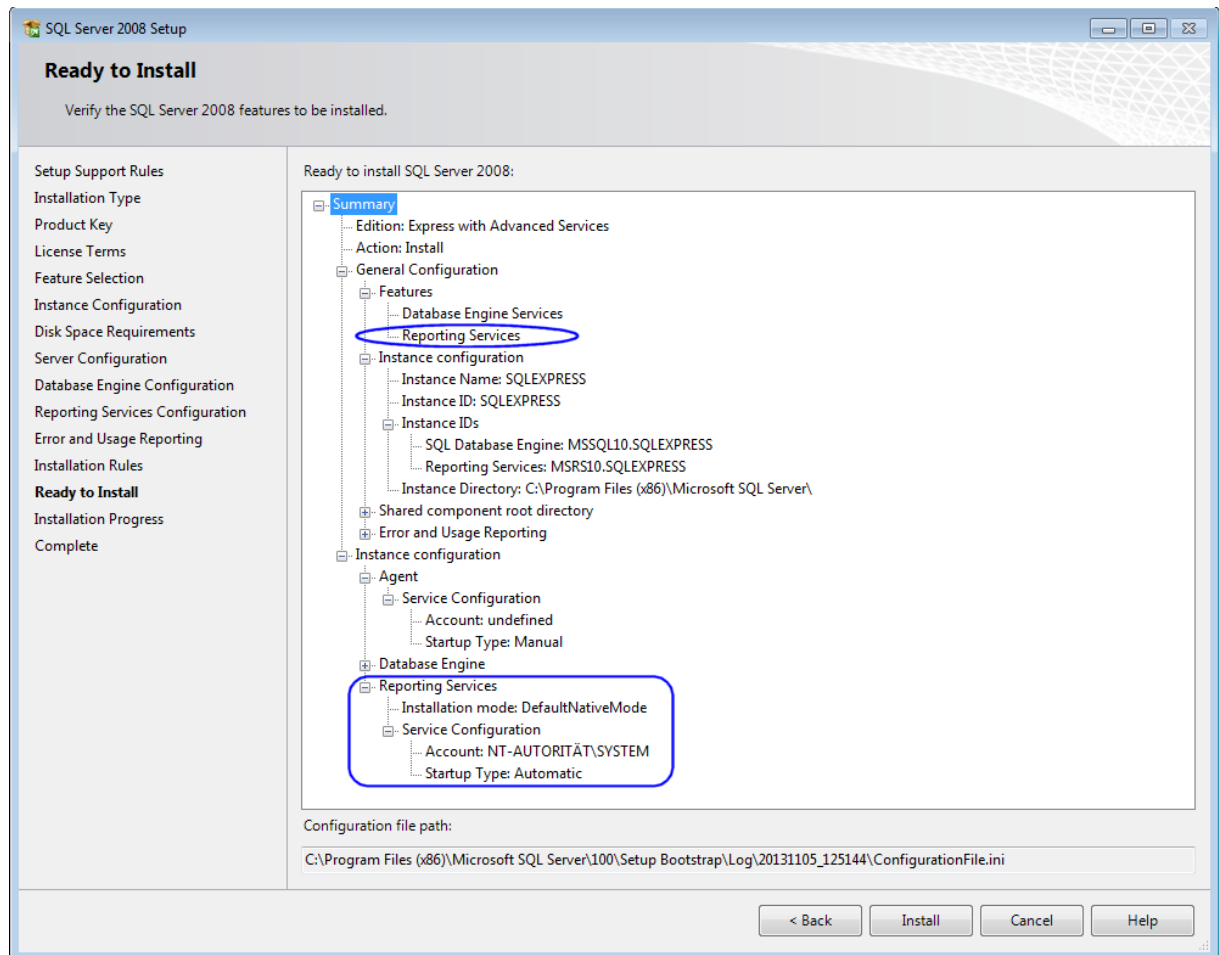 SQL Server 2008 Setup
Ready to Install
Verify the SQL Server 2008 features to be installed.
Setup Support Rules
Installation Type
Product Key
License Terms
Feature Selection
Instance Configuration
Disk Space Requirements
Server Configuration
Database Engine Configuration
Reporting Services Configuration
Error and Usage Reporting
Installation Rules
Ready to Install
Installation Progress
Complete
Ready to install SQL Server 2008:
Summary
Edition: Express with Advanced Services
Action: Install
General Configuration
Features
Database Engine Services
Reporting Services
Instance configuration
Instance Name: SQLEXPRESS
Instance ID: SQLEXPRESS
Instance IDs
SQL Database Engine: MSSQL10.SQLEXPRESS
Reporting Services: MSRS10.SQLEXPRESS
Instance Directory: C:\Program Files (x86)\Microsoft SQL Server\
Shared component root directory
Error and Usage Reporting
Instance configuration
Agent
Service Configuration
Account: undefined
Startup Type: Manual
Database Engine
Reporting Services
Installation mode: DefaultNativeMode
Service Configuration
Account: NT-AUTORITÄT\SYSTEM
Startup Type: Automatic
Configuration file path:
C:\Program Files (x86)\Microsoft SQL Server\100\Setup Bootstrap\Log\20131105_125144\ConfigurationFile.ini
< Back
Install
Cancel
Help